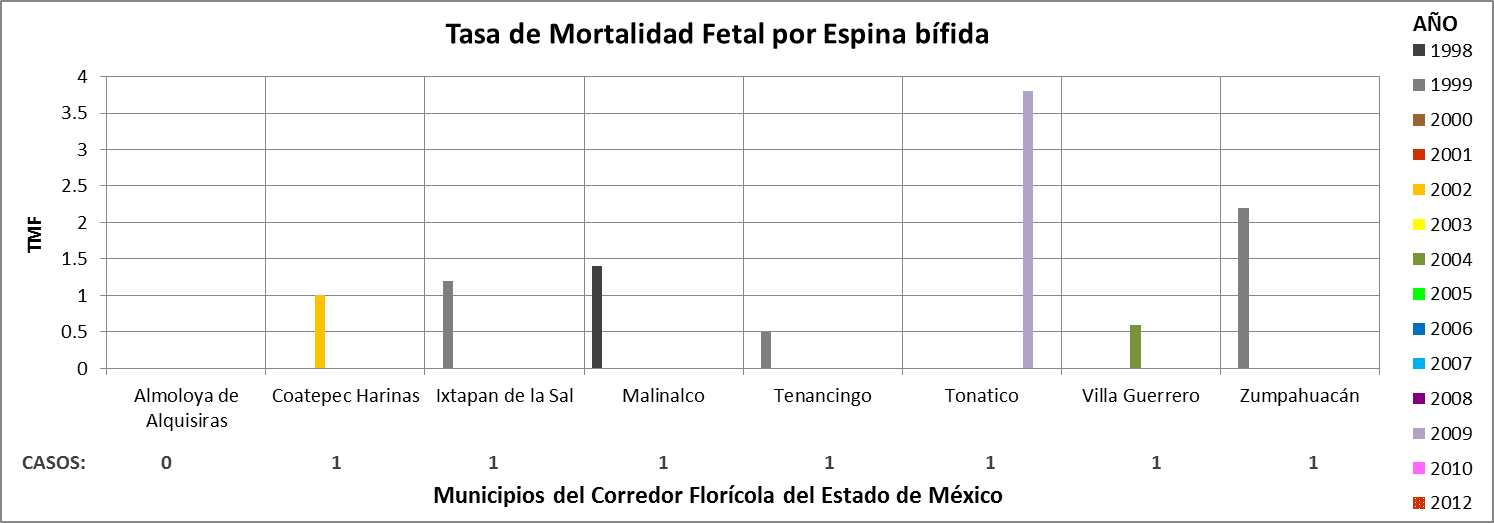 Tasa de Mortalidad Fetal por Espina bífida
AÑO
1998
1999
2000
2001
2002
2003
2004
2005
2006
2007
2008
2009
2010
2012
TMF
4
3.5
3
2.5
2
1.5
1
0.5
0
Almoloya de
Alquisiras
Coatepec Harinas
Ixtapan de la Sal
Malinalco
Tenancingo
Tonatico
Villa Guerrero
Zumpahuacán
CASOS: 0 1 1 1 1 1 1 1
Municipios del Corredor Florícola del Estado de México